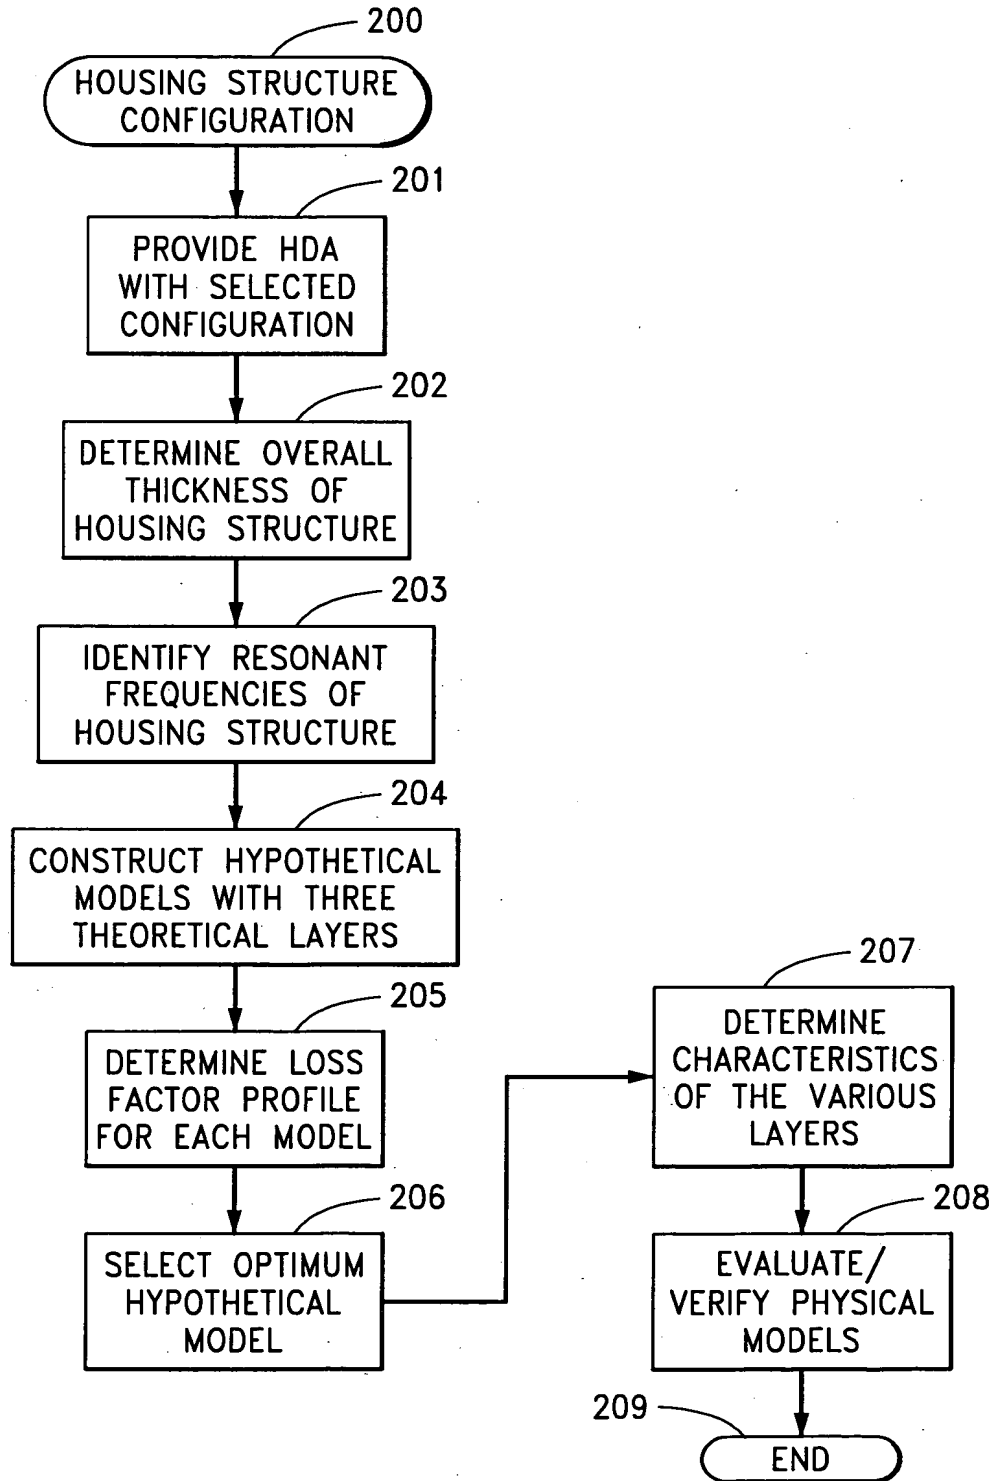 200
HOUSING STRUCTURE
CONFIGURATION
201
PROVIDE HDA
WITH SELECTED
CONFIGURATION
202
DETERMINE OVERALL
THICKNESS OF
HOUSING STRUCTURE
203
IDENTIFY RESONANT
FREQUENCIES OF
HOUSING STRUCTURE
204
CONSTRUCT HYPOTHETICAL
MODELS WITH THREE
THEORETICAL LAYERS
205
DETERMINE LOSS
FACTOR PROFILE
FOR EACH MODEL
206
SELECT OPTIMUM
HYPOTHETICAL
MODEL
207
DETERMINE
CHARACTERISTICS
OF THE VARIOUS
LAYERS
208
EVALUATE/
VERIFY PHYSICAL
MODELS
209
END